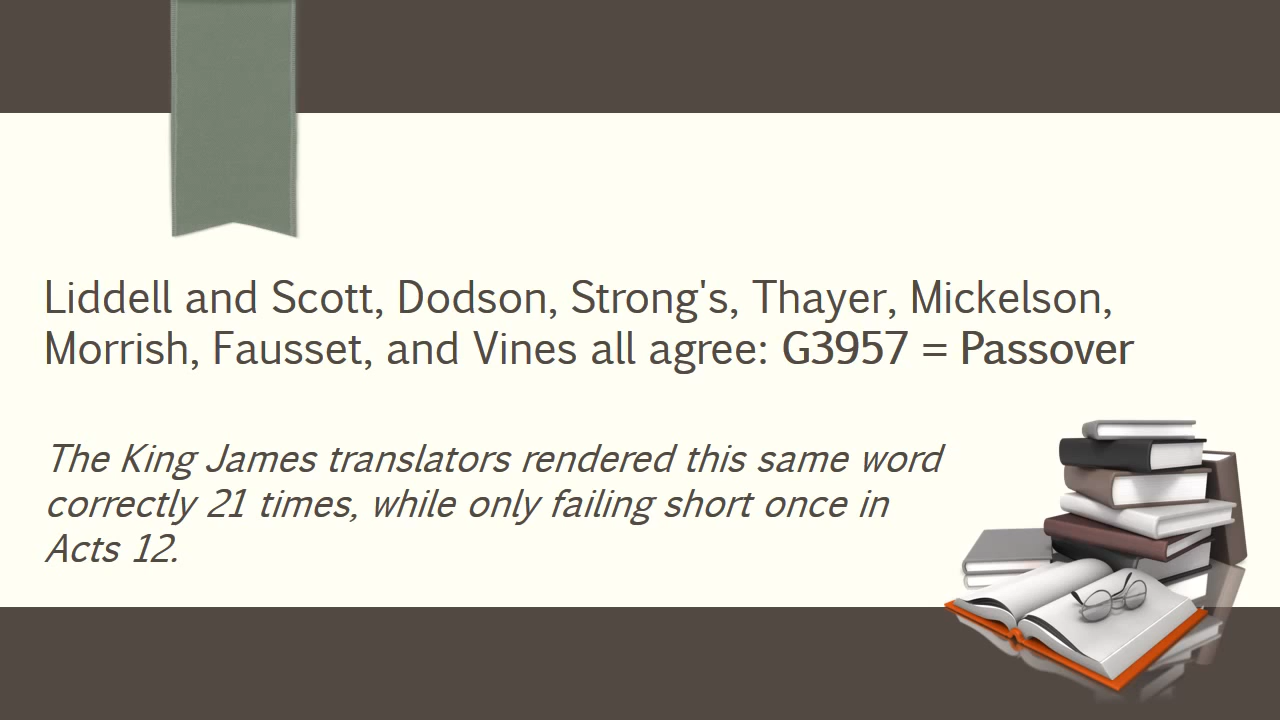 Liddell and Scott, Dodson, Strong's, Thayer, Mickelson,
Morrish, Fausset, and Vines all agree: G3957 = Passover
The King James translators rendered this same word
correctly 21 times, while only failing short once in
Acts 12.